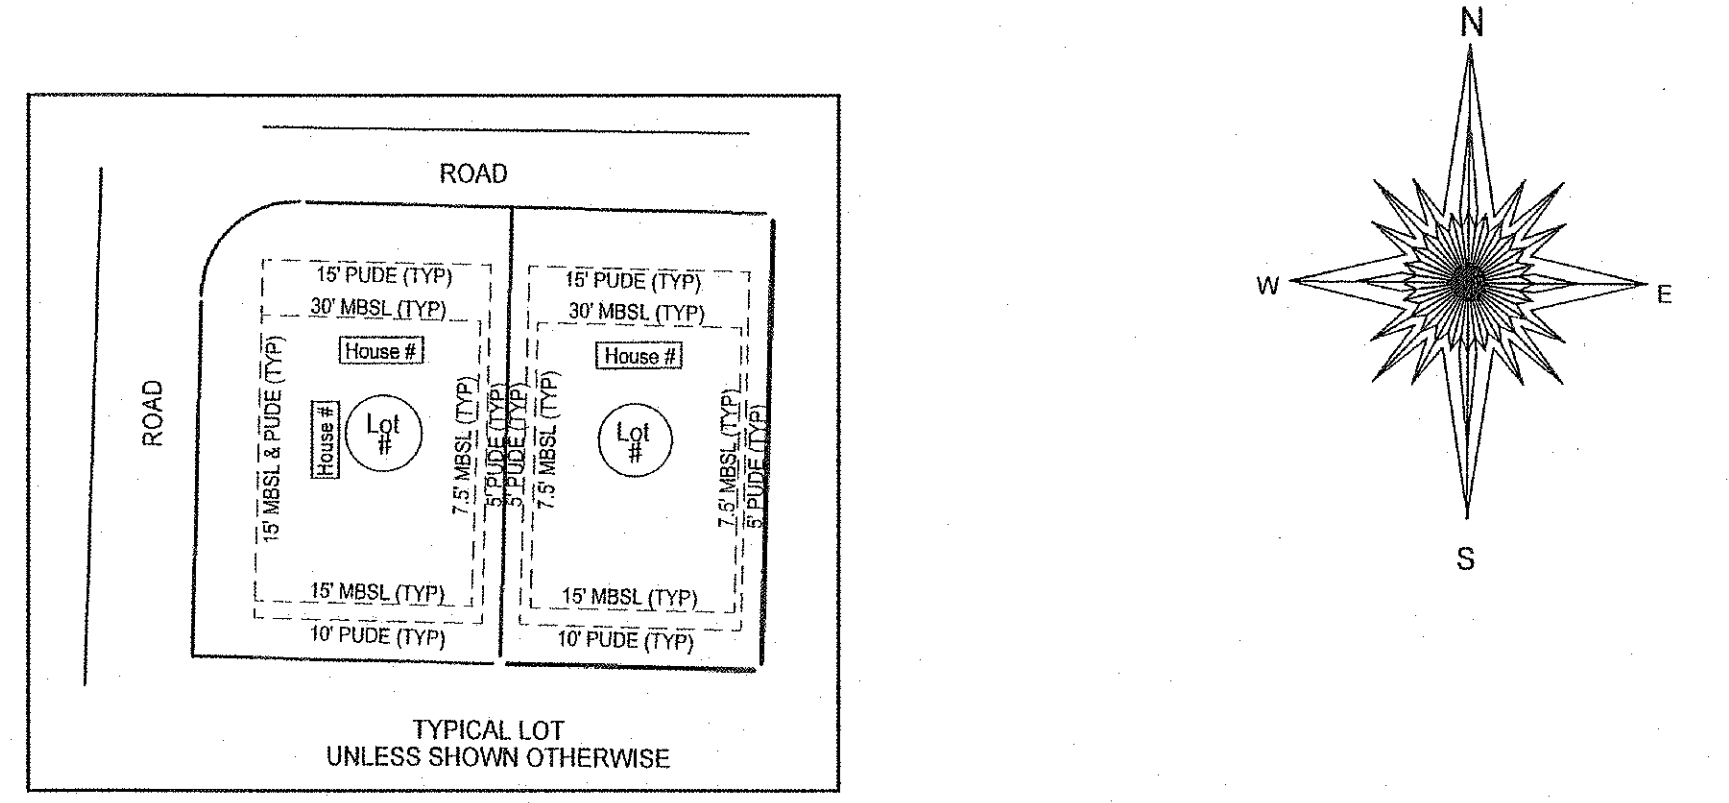 N
ROAD
15' PUDE (TYP)
15' PUDE (TYP)
30' MBSL (TYP)
30' MBSL (TYP)
House #
House #
W
E
ROAD
15' MBSL & PUDE (TYP)
House #
Lot
#
7.5' MBSL (TYP)
5' PUDE (TYP)
5' PUDE (TYP)
7.5' MBSL (TYP)
Lot
#
7.5' MBSL (TYP)
5' PUDE (TYP)
15' MBSL (TYP)
15' MBSL (TYP)
10' PUDE (TYP)
10' PUDE (TYP)
S
TYPICAL LOT
UNLESS SHOWN OTHERWISE